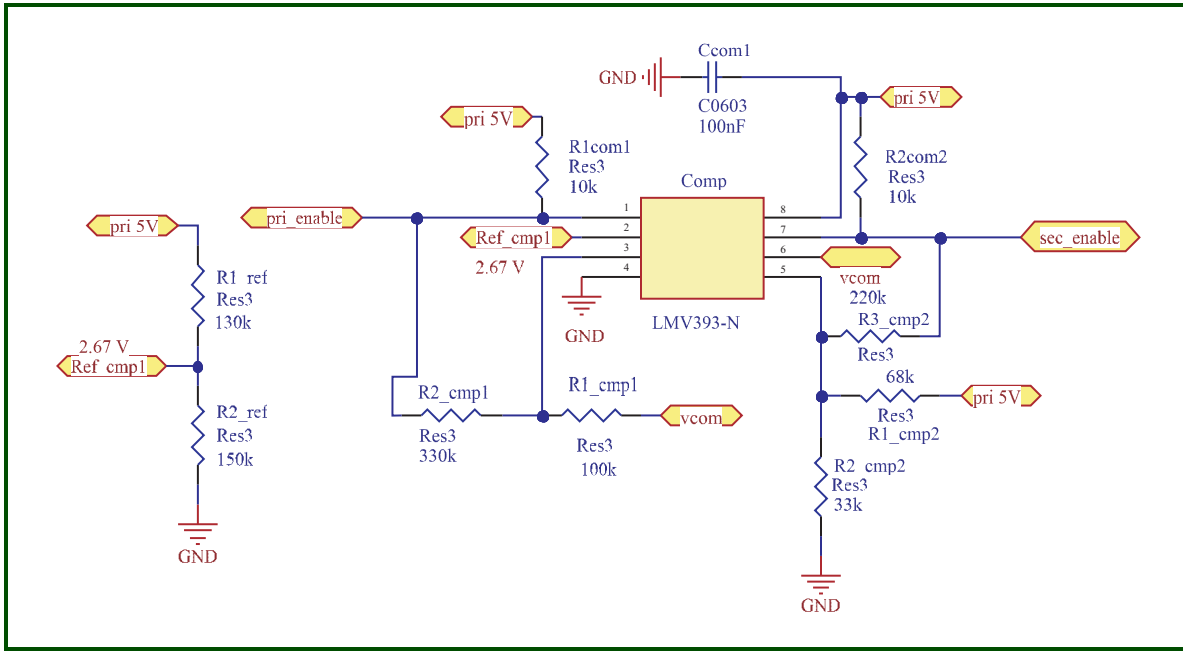 Ccom1
GND
C0603
100nF
pri 5V
pri 5V
R1com1
Res3
10k
R2com2
Res3
10k
Comp
pri_enable
1
8
pri 5V
Ref_cmp1
2
7
sec_enable
2.67 V
3
6
vcom
4
5
220k
R1_ref
Res3
130k
GND
LMV393-N
R3_cmp2
Res3
2.67 V
Ref_cmp1
68k
pri 5V
Res3
R1_cmp2
R2_cmp1
Res3
330k
R1_cmp1
Res3
100k
vcom
R2_ref
Res3
150k
R2_cmp2
Res3
33k
GND
GND